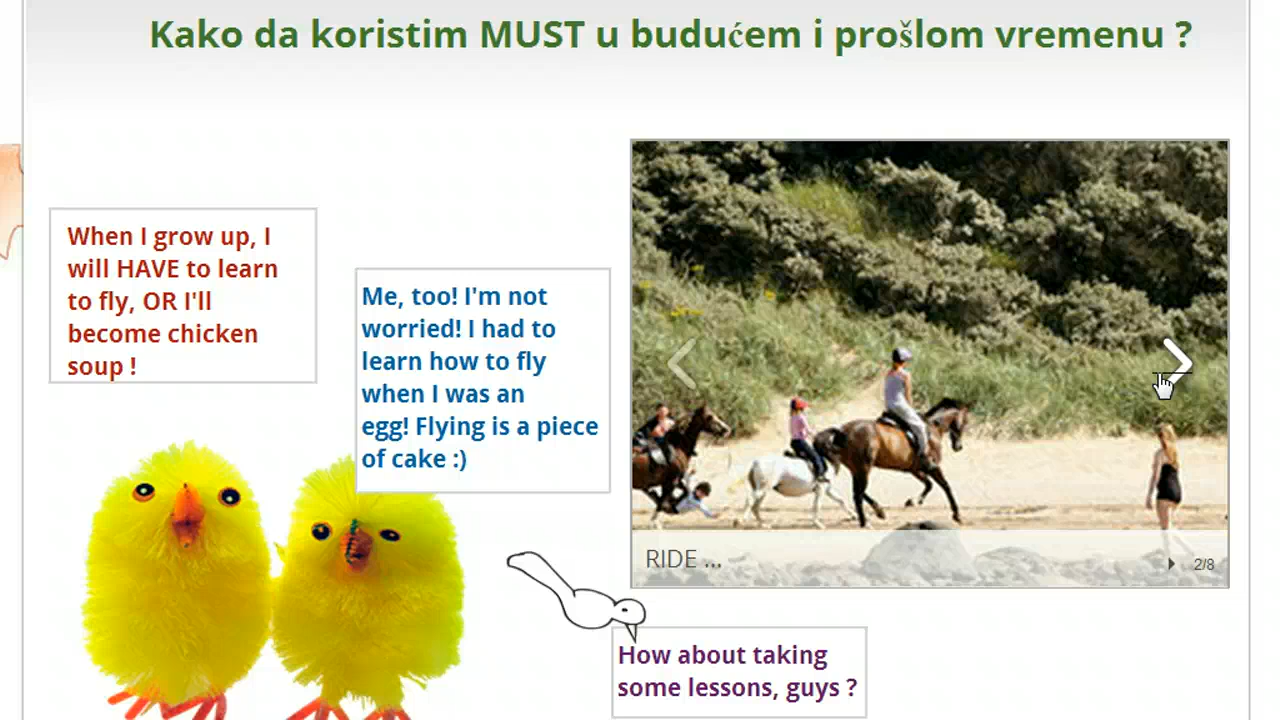 Kako da koristim MUST u budućem i prošlom vremenu ?
When I grow up, I
will HAVE to learn
to fly, OR I'll
become chicken
soup !
Me, too! I'm not
worried! I had to
learn how to fly
when I was an
egg! Flying is a piece
of cake :)
RIDE ...
2/8
How about taking
some lessons, guys ?